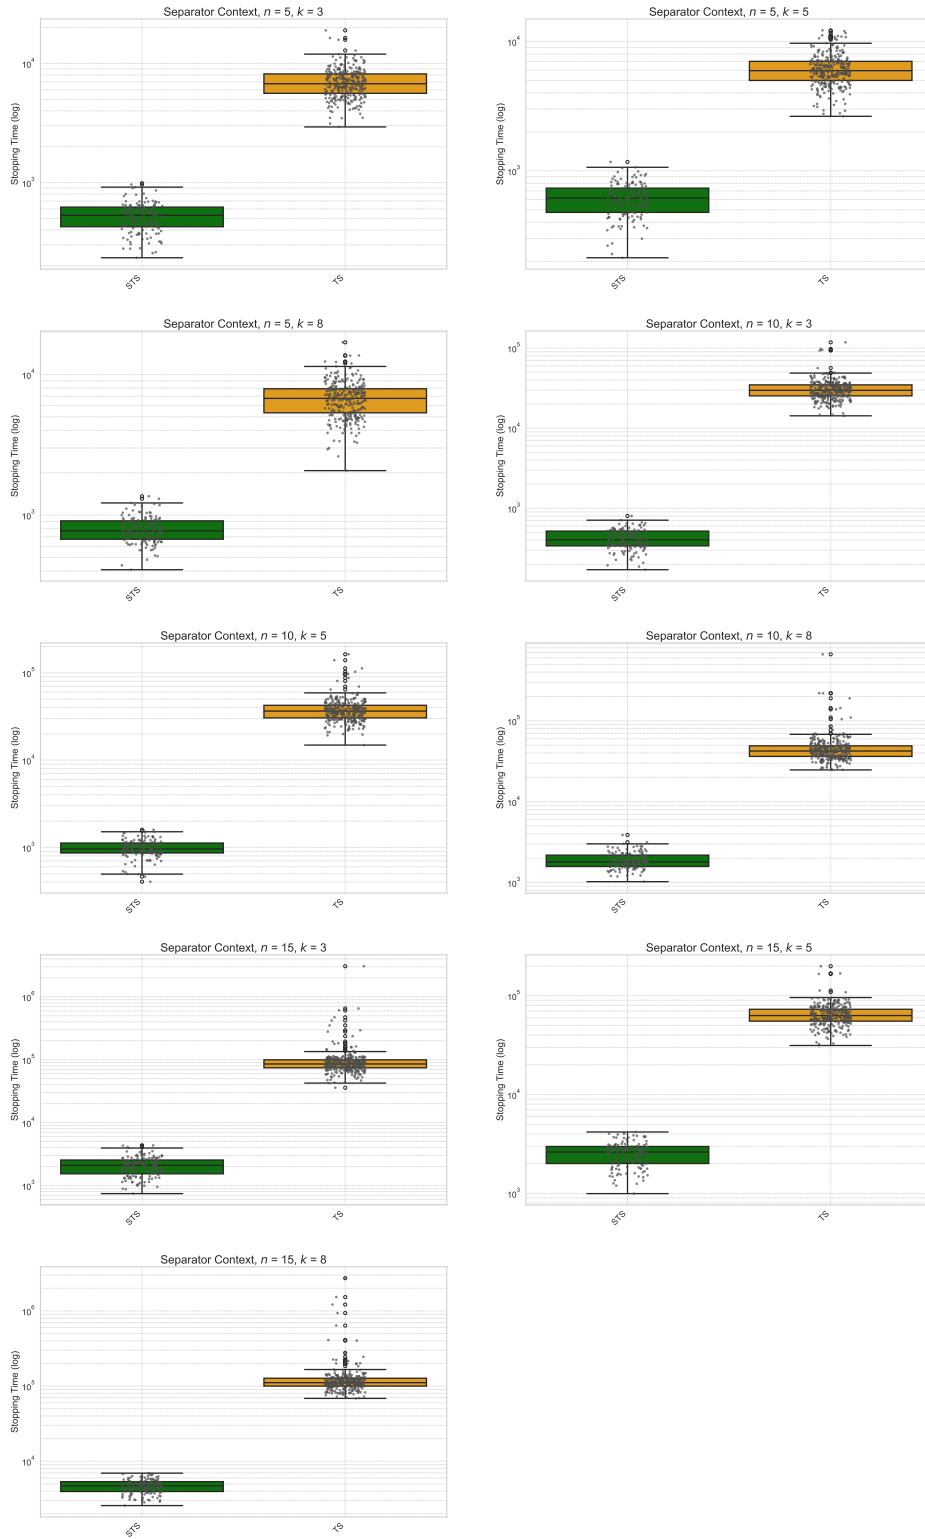 Separator Context, n = 5, k = 3
Stopping Time (log)
10^4
10^3
STS
TS
Separator Context, n = 5, k = 5
Stopping Time (log)
10^4
10^3
STS
TS
Separator Context, n = 5, k = 8
Stopping Time (log)
10^4
10^3
STS
TS
Separator Context, n = 10, k = 3
Stopping Time (log)
10^5
10^4
10^3
STS
TS
Separator Context, n = 10, k = 5
Stopping Time (log)
10^5
10^4
10^3
STS
TS
Separator Context, n = 10, k = 8
Stopping Time (log)
10^5
10^4
10^3
STS
TS
Separator Context, n = 15, k = 3
Stopping Time (log)
10^6
10^5
10^4
10^3
STS
TS
Separator Context, n = 15, k = 5
Stopping Time (log)
10^5
10^4
10^3
STS
TS
Separator Context, n = 15, k = 8
Stopping Time (log)
10^6
10^5
10^4
STS
TS